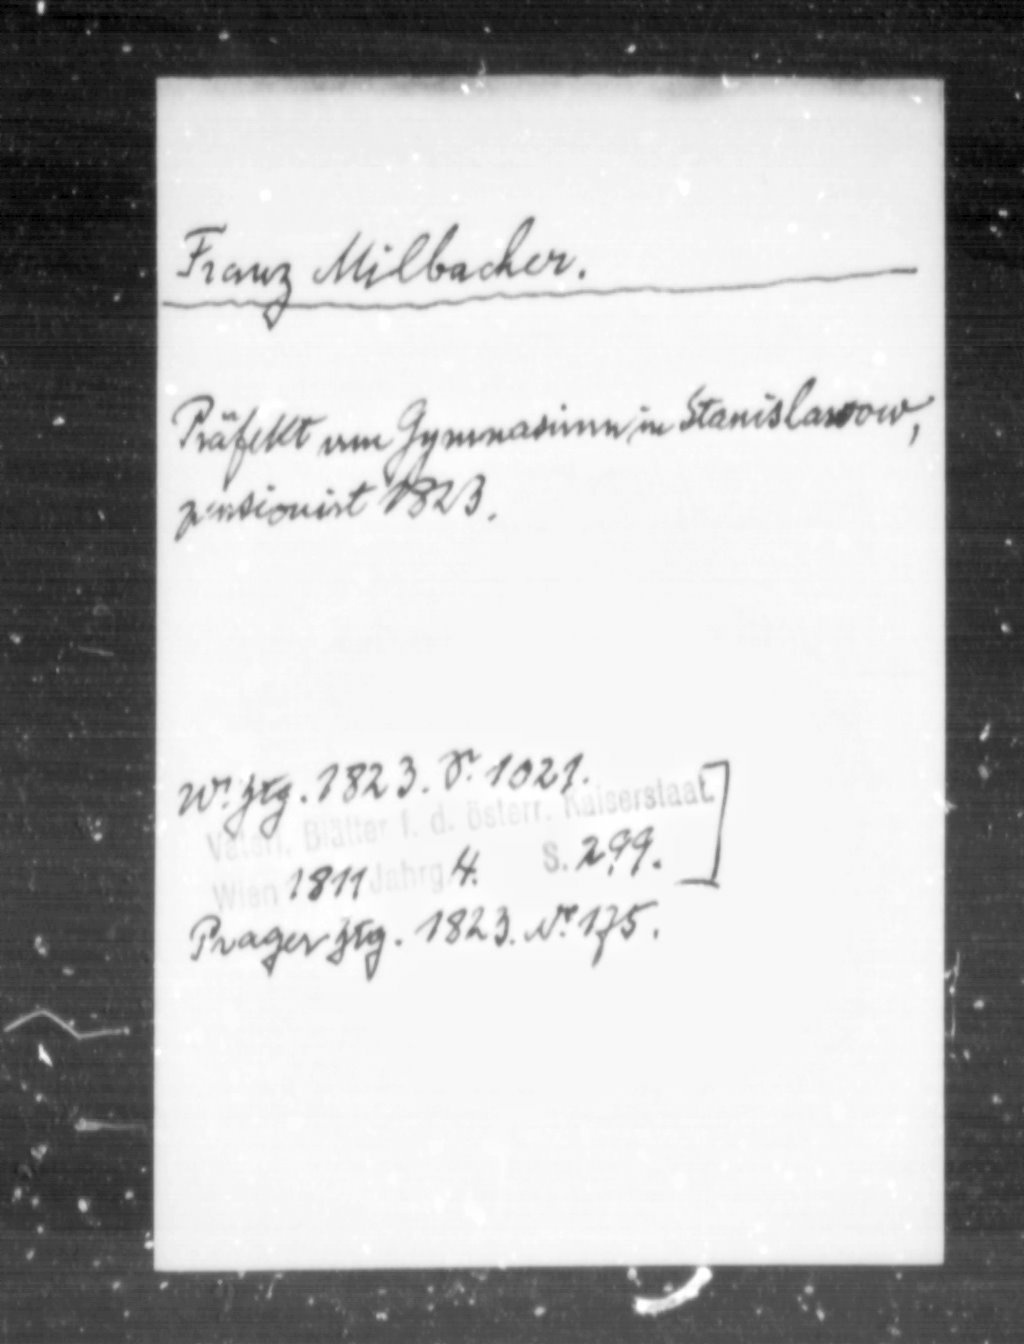 Franz Milbacher.
Präfekt am Gymnasium in Stanislawow,
pensionirt 1823.
Wr. Ztg. 1823. S. 1021.
Vaterl. Blätter f. d. österr. Kaiserstaat.
Wien 1811 Jahrg 4. S. 299.
Prager Ztg. 1823. Nr. 175.